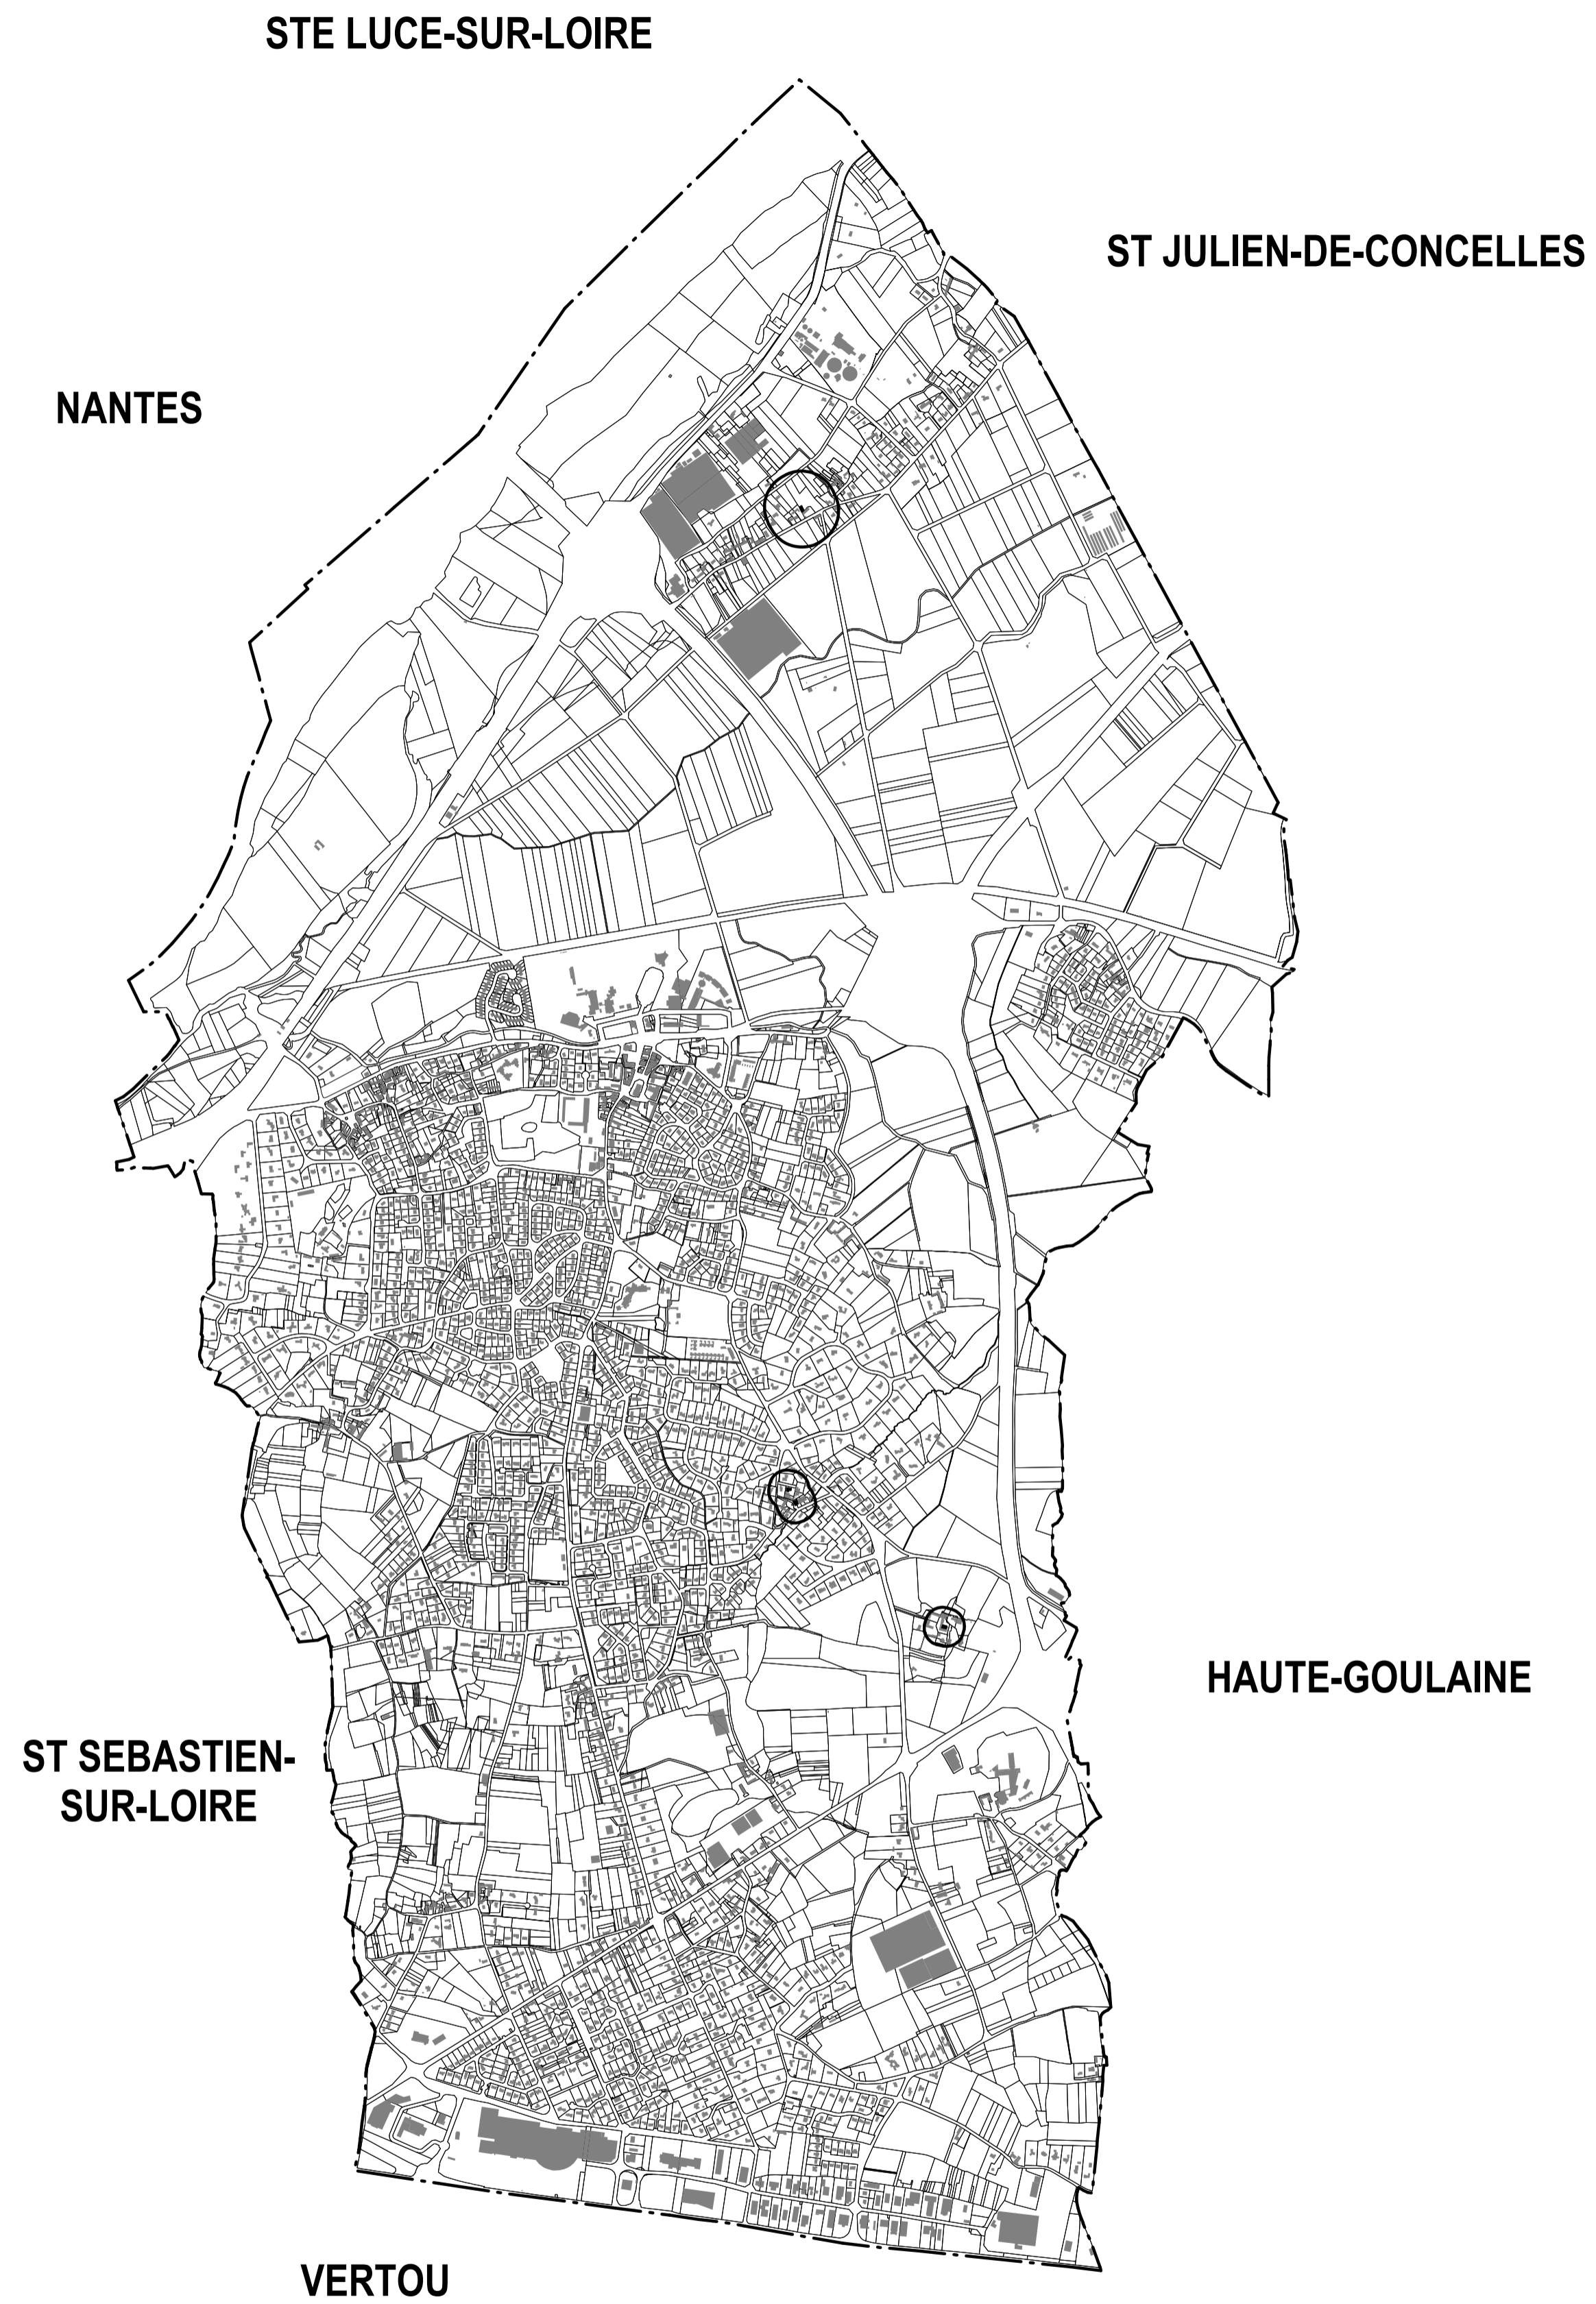 STE LUCE-SUR-LOIRE
ST JULIEN-DE-CONCELLES
NANTES
HAUTE-GOULAINE
ST SEBASTIEN-
SUR-LOIRE
VERTOU